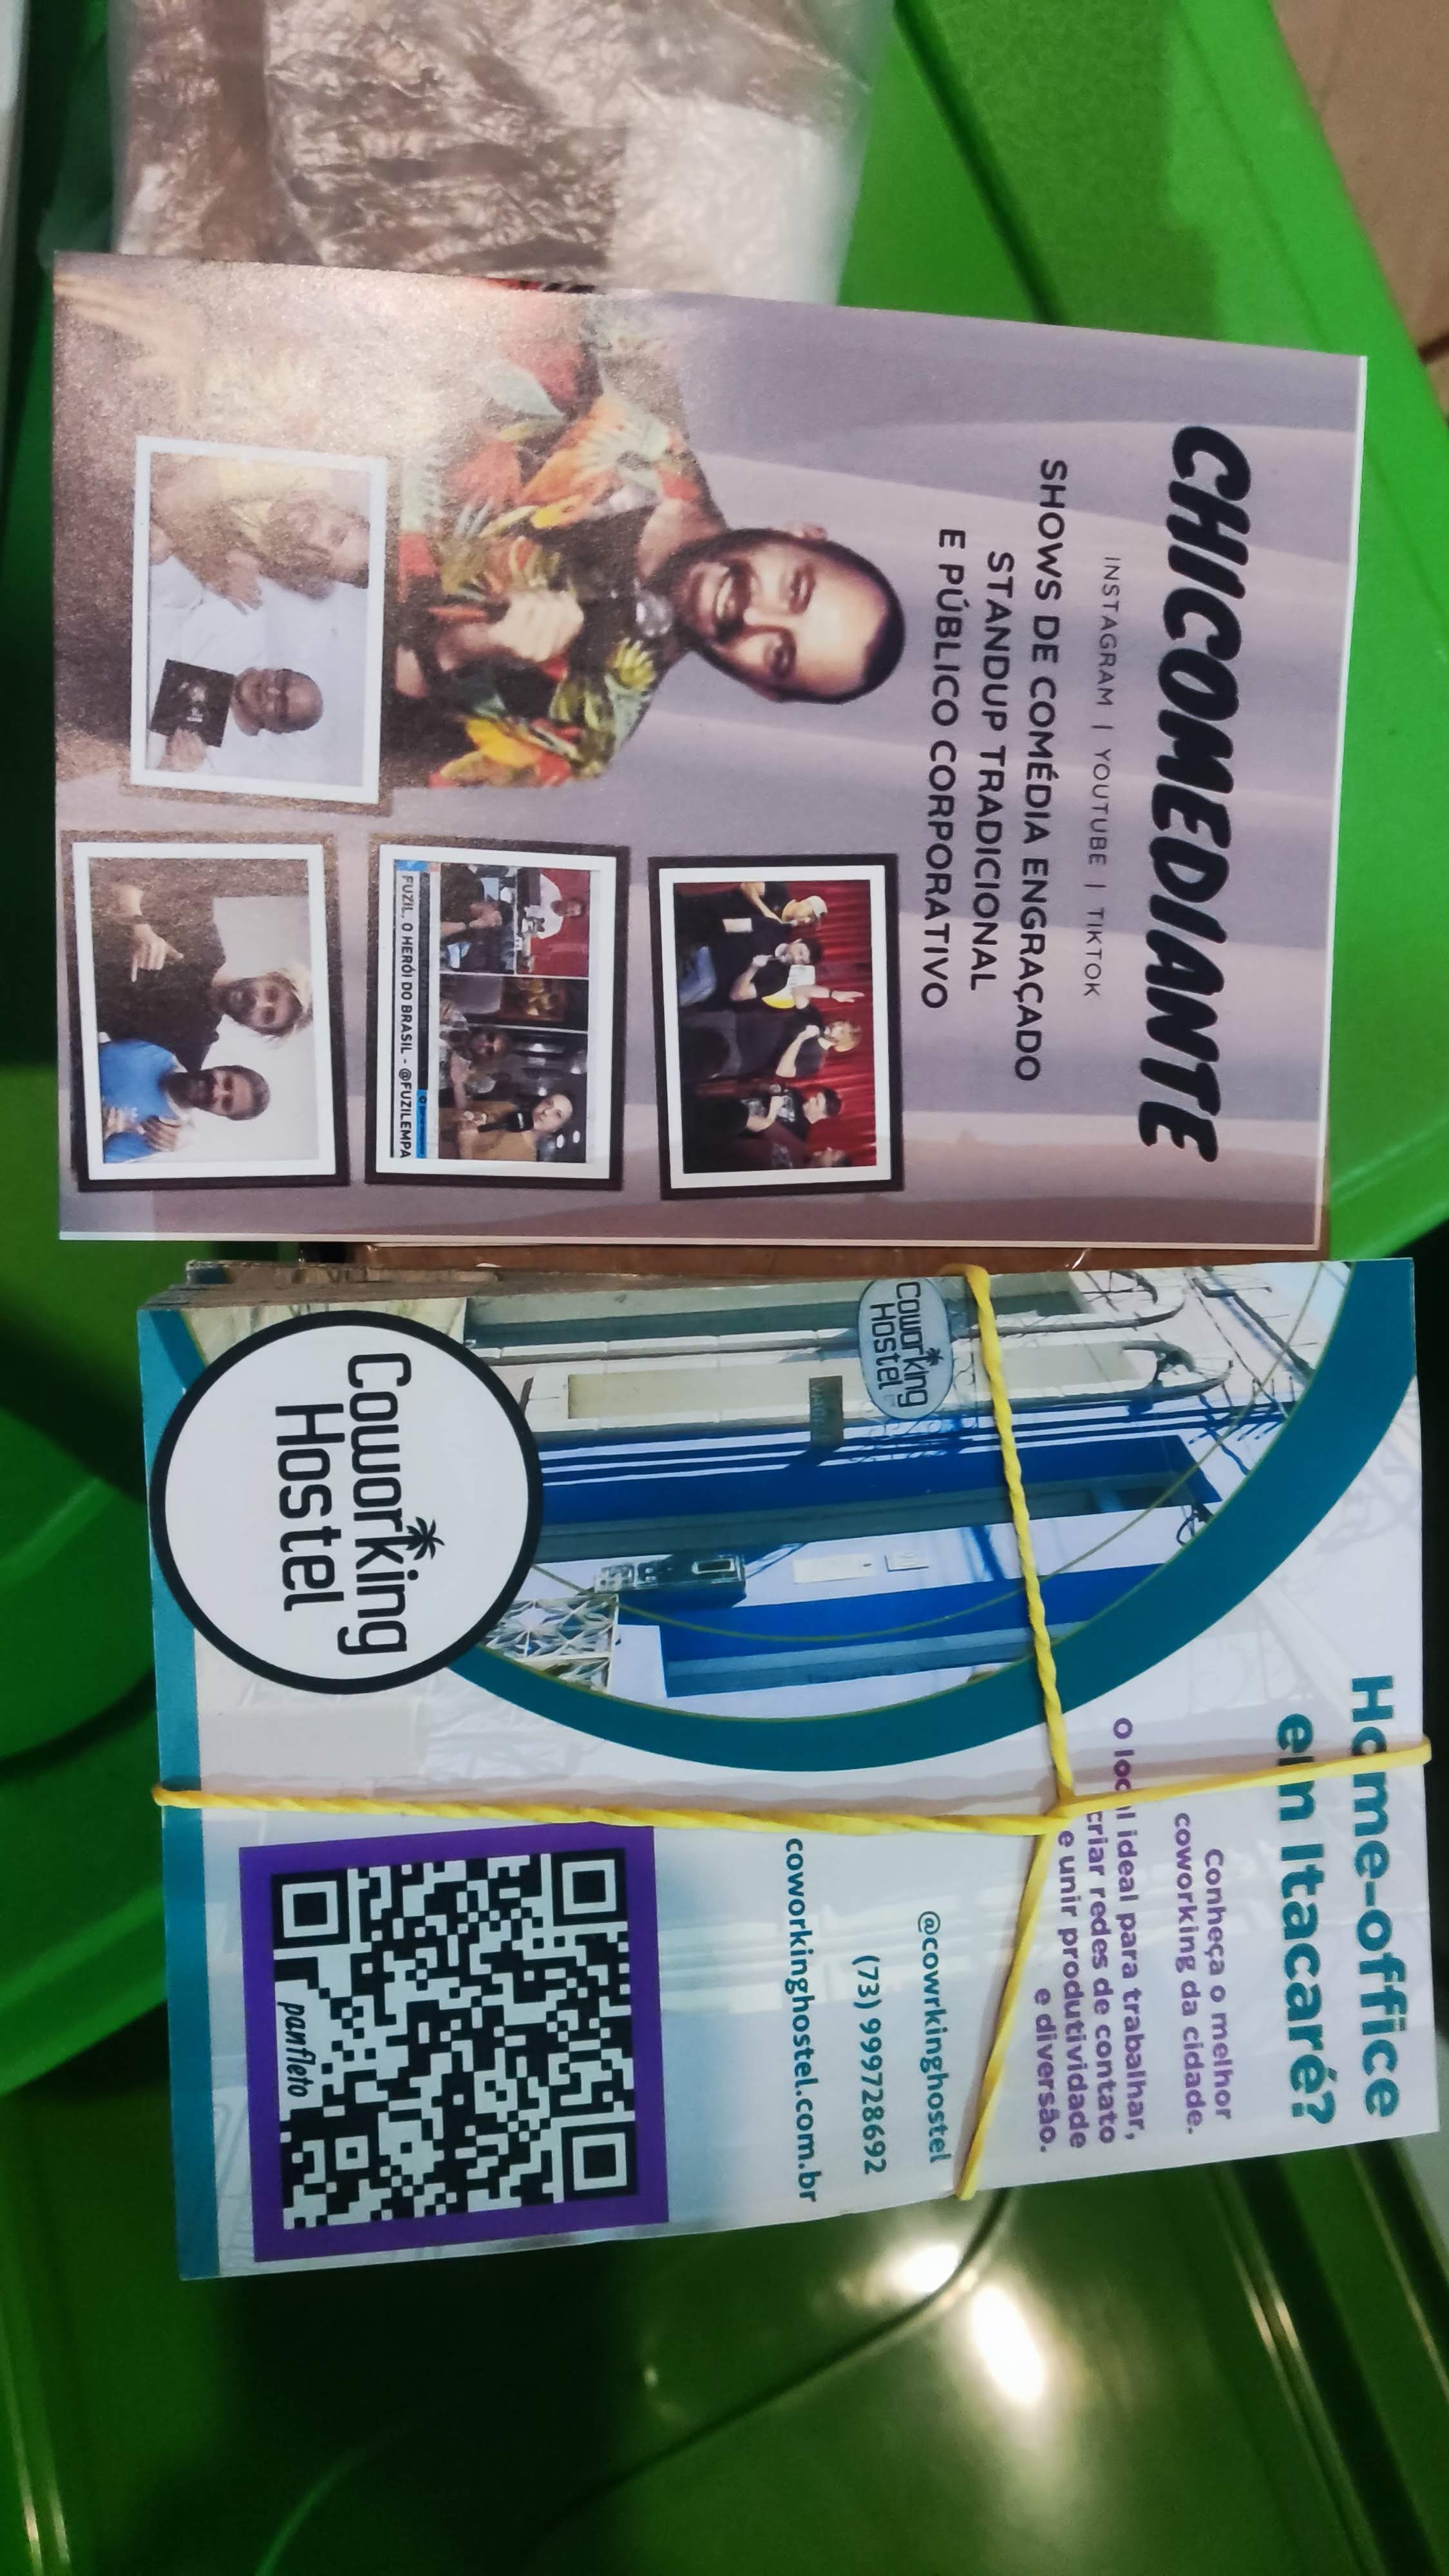 CHICOMEDIANTE
INSTAGRAM | YOUTUBE | TIKTOK
SHOWS DE COMÉDIA ENGRAÇADO
STANDUP TRADICIONAL
E PÚBLICO CORPORATIVO
FUZIL, O HERÓI DO BRASIL - @FUZILEMPA
Home-office
em Itacaré?
Conheça o melhor
coworking da cidade.
O local ideal para trabalhar,
criar redes de contato
e unir produtividade
e diversão.
@cowrkinghostel
(73) 999728692
coworkinghostel.com.br
Coworking
Hostel
Coworking
Hostel
panfleto